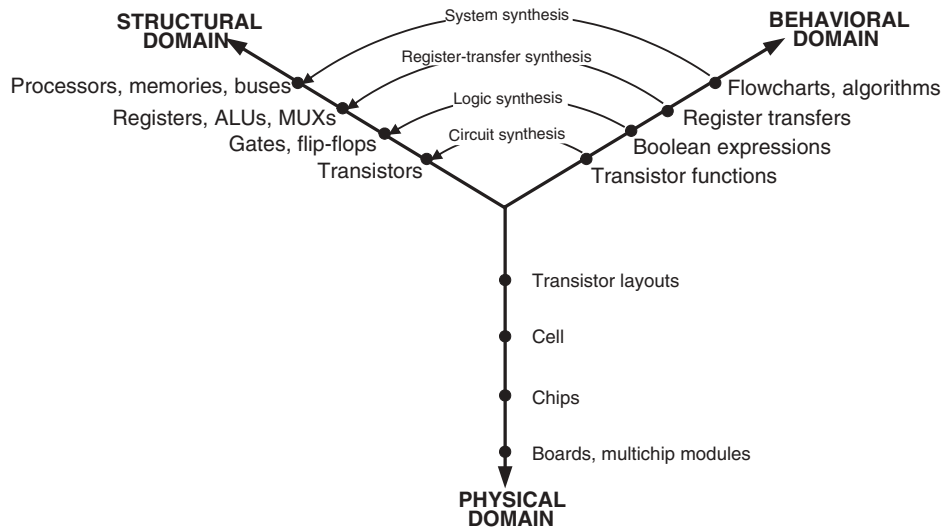 System synthesis
STRUCTURAL
DOMAIN
BEHAVIORAL
DOMAIN
Register-transfer synthesis
Processors, memories, buses
Flowcharts, algorithms
Logic synthesis
Registers, ALUs, MUXs
Register transfers
Gates, flip-flops
Circuit synthesis
Boolean expressions
Transistors
Transistor functions
Transistor layouts
Cell
Chips
Boards, multichip modules
PHYSICAL
DOMAIN